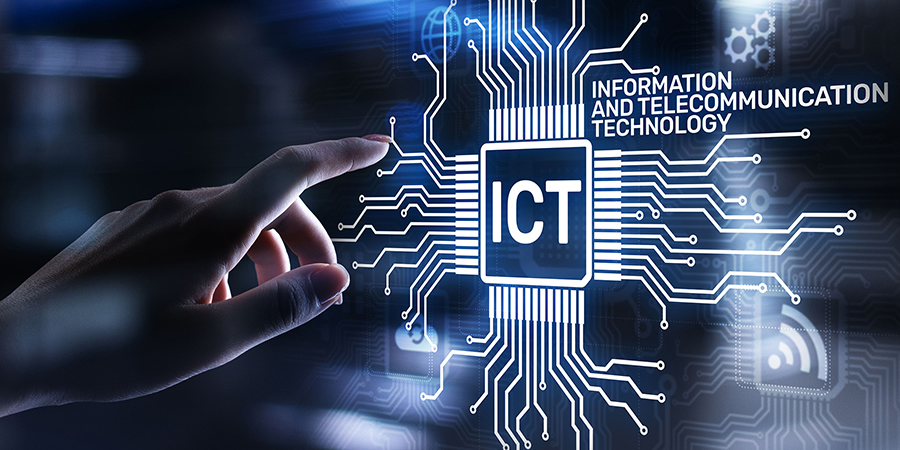 INFORMATION
AND TELECOMMUNICATION
TECHNOLOGY
ICT